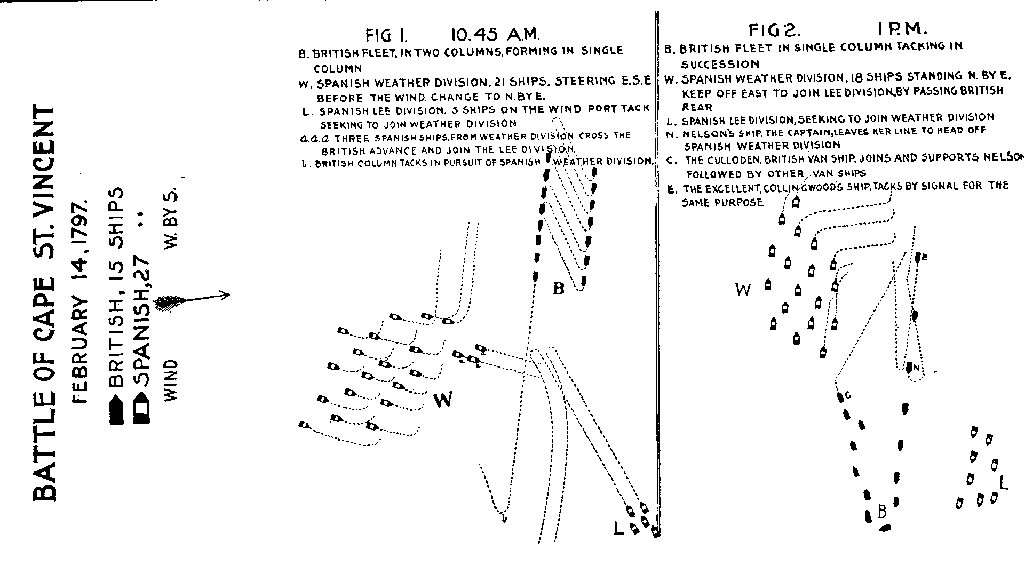 BATTLE OF CAPE ST. VINCENT
FEBRUARY 14, 1797.
BRITISH, 15 SHIPS
SPANISH, 27 ..
WIND W. BY S.
FIG 1. 10.45 A.M.
B. BRITISH FLEET, IN TWO COLUMNS, FORMING IN SINGLE
COLUMN
W. SPANISH WEATHER DIVISION, 21 SHIPS, STEERING E.S.E
BEFORE THE WIND. CHANGE TO N. BY E.
L. SPANISH LEE DIVISION, 5 SHIPS ON THE WIND PORT TACK
SEEKING TO JOIN WEATHER DIVISION
a.a.a THREE SPANISH SHIPS, FROM WEATHER DIVISION CROSS THE
BRITISH ADVANCE AND JOIN THE LEE DIVISION.
BRITISH COLUMN TACKS IN PURSUIT OF SPANISH WEATHER DIVISION.
B
W
L
FIG 2. 1 P.M.
B. BRITISH FLEET IN SINGLE COLUMN TACKING IN
SUCCESSION
W. SPANISH WEATHER DIVISION, 18 SHIPS STANDING N. BY E.
KEEP OFF EAST TO JOIN LEE DIVISION, BY PASSING BRITISH
REAR
L. SPANISH LEE DIVISION, SEEKING TO JOIN WEATHER DIVISION
N. NELSON'S SHIP, THE CAPTAIN, LEAVES HER LINE TO HEAD OFF
SPANISH WEATHER DIVISION
C. THE CULLODEN, BRITISH VAN SHIP, JOINS AND SUPPORTS NELSON
FOLLOWED BY OTHER VAN SHIPS
E. THE EXCELLENT, COLLINGWOOD'S SHIP, TACKS BY SIGNAL FOR THE
SAME PURPOSE
E
W
N
C
L
B